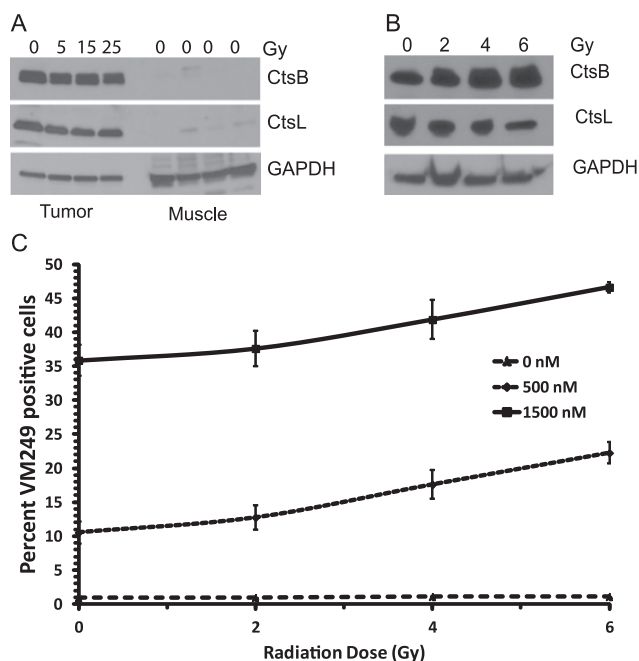 A
0 5 15 25 0 0 0 0 Gy
CtsB
CtsL
GAPDH
Tumor Muscle
B
0 2 4 6
Gy
CtsB
CtsL
GAPDH
C
50
45
40
35
30
25
20
15
10
5
0
Percent VM249 positive cells
0 nM
500 nM
1500 nM
0 2 4 6
Radiation Dose (Gy)